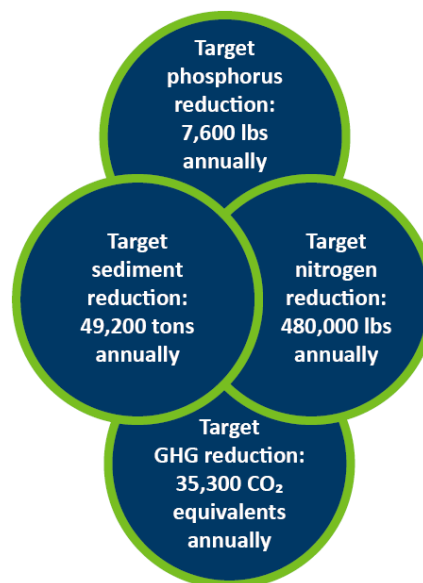 Target
phosphorus
reduction:
7,600 lbs
annually
Target
sediment
reduction:
49,200 tons
annually
Target
nitrogen
reduction:
480,000 lbs
annually
Target
GHG reduction:
35,300 CO₂
equivalents
annually